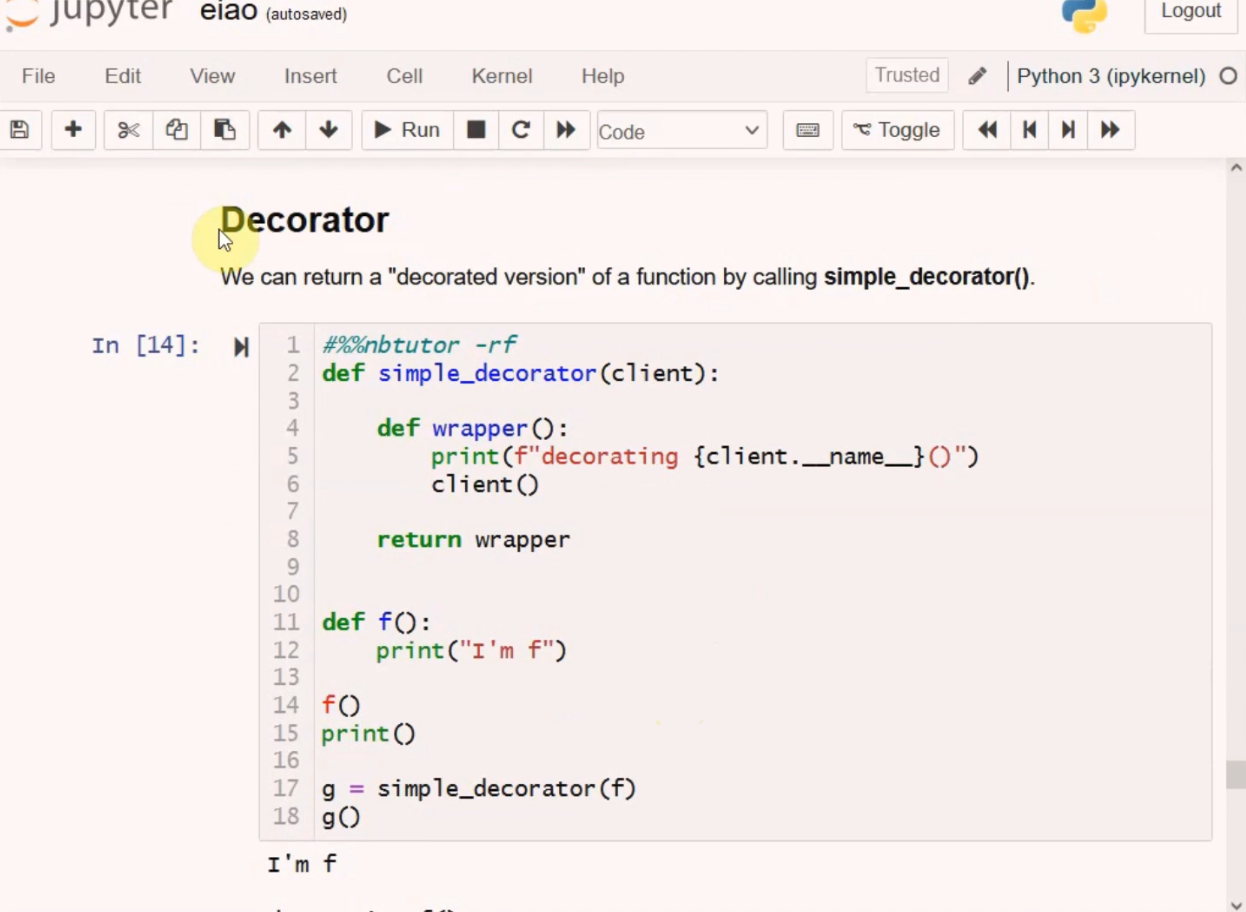 jupyter eiao (autosaved) Logout
File Edit View Insert Cell Kernel Help Trusted Python 3 (ipykernel)
Run Code Toggle
Decorator
We can return a "decorated version" of a function by calling simple_decorator().
In [14]:
1 #%%nbtutor -rf
2 def simple_decorator(client):
3
4 def wrapper():
5 print(f"decorating {client.__name__}()")
6 client()
7
8 return wrapper
9
10
11 def f():
12 print("I'm f")
13
14 f()
15 print()
16
17 g = simple_decorator(f)
18 g()
I'm f